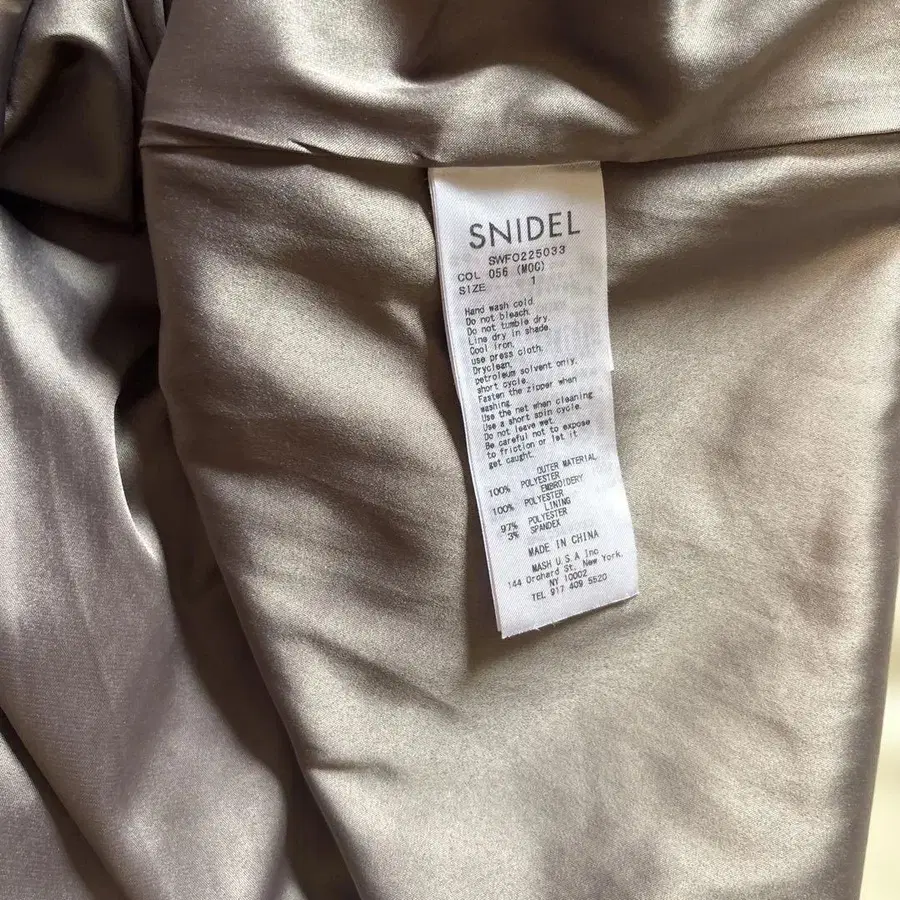 SNIDEL
SWFO225033
COL 056 (MOC)
SIZE 1
Hand wash cold.
Do not bleach.
Do not tumble dry.
Line dry in shade.
Cool iron.
use press cloth.
Dryclean,
petroleum solvent only.
short cycle.
Fasten the zipper when
washing.
Use the net when cleaning
Use a short spin cycle.
Do not leave wet.
Be careful not to expose
to friction or let it
get caught.
OUTER MATERIAL
100% POLYESTER
EMBROIDERY
100% POLYESTER
LINING
97% POLYESTER
3% SPANDEX
MADE IN CHINA
MASH U.S.A Inc
144 Orchard St. New York.
NY 10002
TEL 917 409 5520